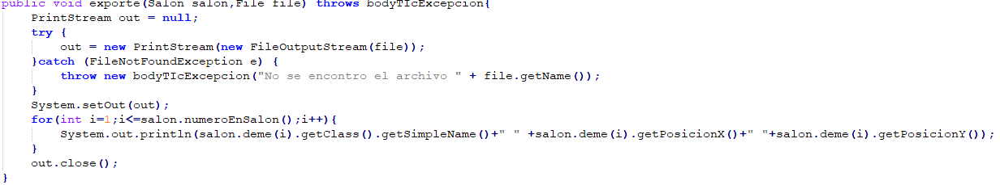 public void exporte(Salon salon,File file) throws bodyTIcExcepcion{
    PrintStream out = null;
    try {
        out = new PrintStream(new FileOutputStream(file));
    }catch (FileNotFoundException e) {
        throw new bodyTIcExcepcion("No se encontro el archivo " + file.getName());
    }
    System.setOut(out);
    for(int i=1;i<=salon.numeroEnSalon();i++){
        System.out.println(salon.deme(i).getClass().getSimpleName()+" " +salon.deme(i).getPosicionX()+" "+salon.deme(i).getPosicionY());
    }
    out.close();
}